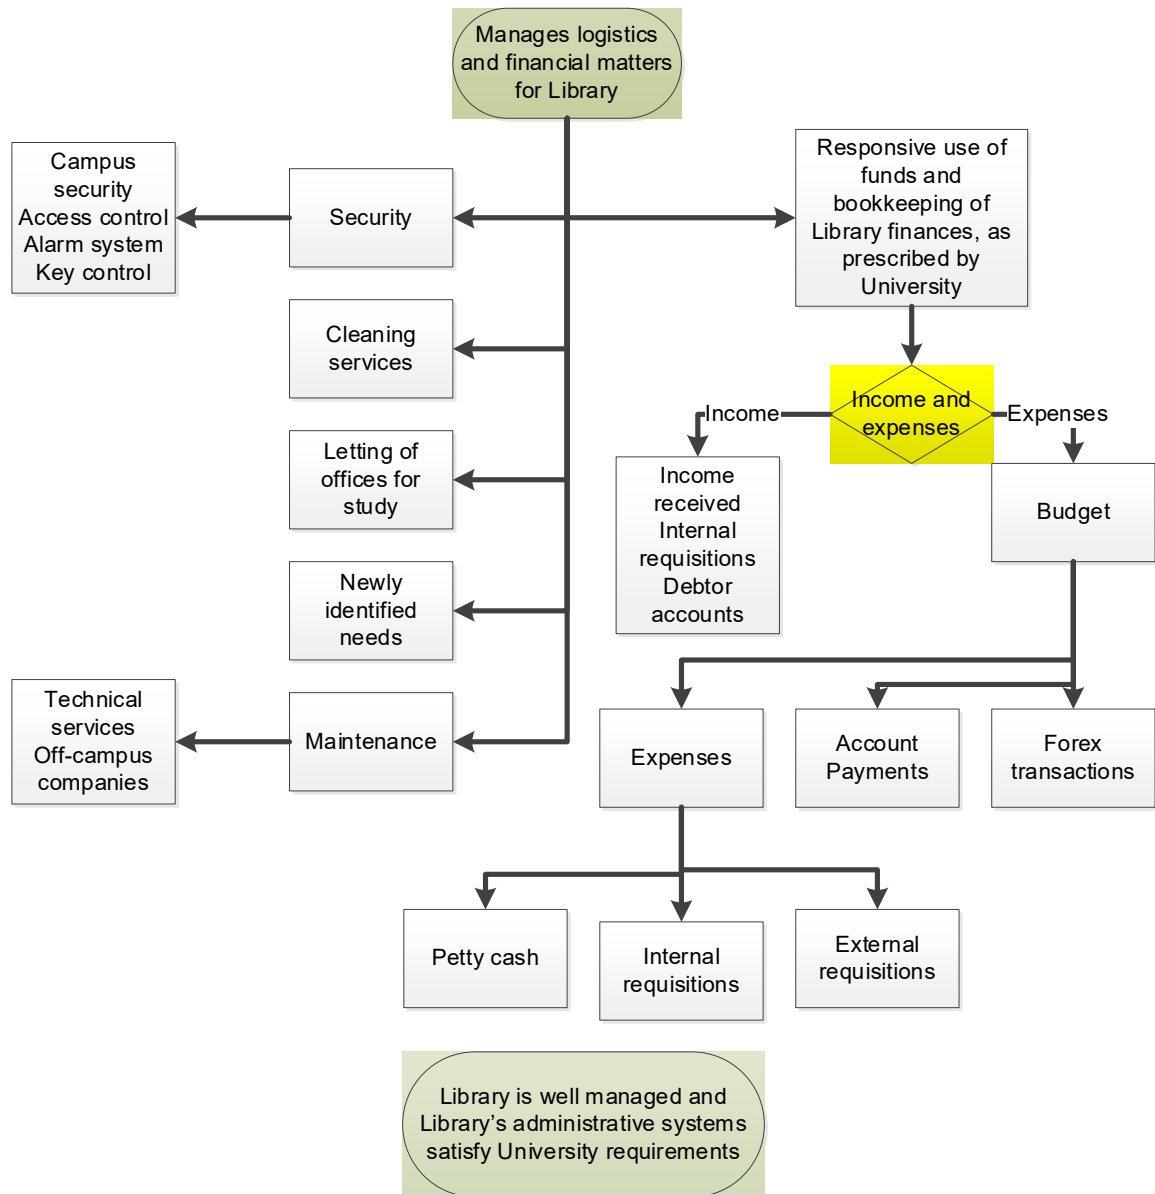 Manages logistics
and financial matters
for Library
Campus
security
Access control
Alarm system
Key control
Security
Responsive use of
funds and
bookkeeping of
Library finances, as
prescribed by
University
Cleaning
services
Income and
expenses
Income
Expenses
Letting of
offices for
study
Income
received
Internal
requisitions
Debtor
accounts
Budget
Newly
identified
needs
Technical
services
Off-campus
companies
Maintenance
Expenses
Account
Payments
Forex
transactions
Petty cash
Internal
requisitions
External
requisitions
Library is well managed and
Library’s administrative systems
satisfy University requirements